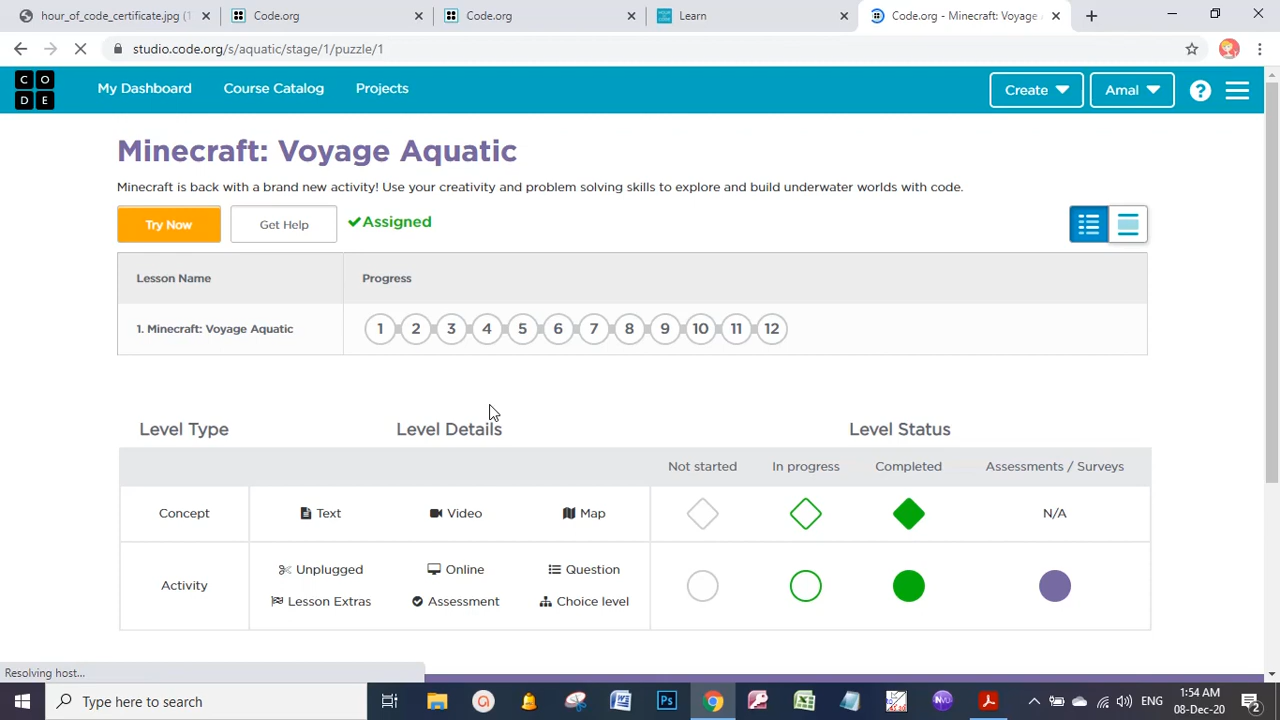 hour_of_code_certificate.jpg (1
Code.org
Code.org
Learn
Code.org - Minecraft: Voyage
studio.code.org/s/aquatic/stage/1/puzzle/1
CODE
My Dashboard
Course Catalog
Projects
Create
Amal
?
Minecraft: Voyage Aquatic
Minecraft is back with a brand new activity! Use your creativity and problem solving skills to explore and build underwater worlds with code.
Try Now
Get Help
Assigned
Lesson Name
Progress
1. Minecraft: Voyage Aquatic
1 2 3 4 5 6 7 8 9 10 11 12
Level Type
Level Details
Level Status
Not started
In progress
Completed
Assessments / Surveys
Concept
Text
Video
Map
N/A
Activity
Unplugged
Online
Question
Lesson Extras
Assessment
Choice level
Resolving host...
Type here to search
ENG
1:54 AM
08-Dec-20
2